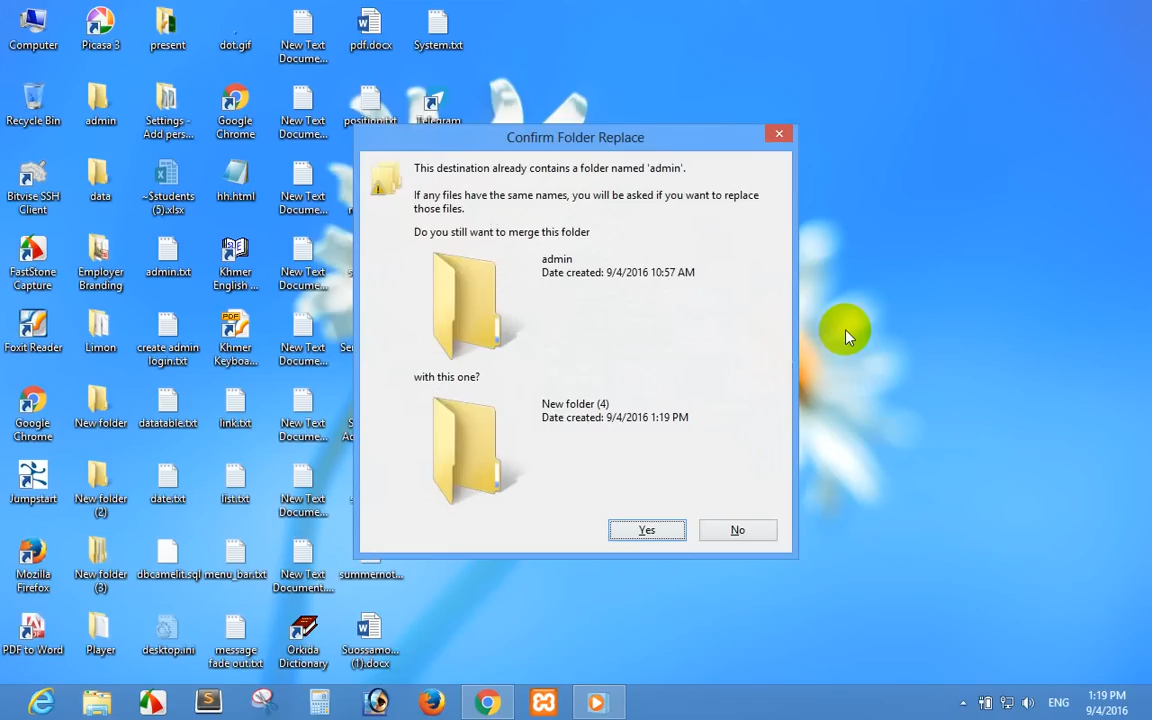 Computer
Picasa 3
present
dot.gif
New Text
Docume...
pdf.docx
System.txt
Recycle Bin
admin
Settings -
Add pers...
Google
Chrome
New Text
Docume...
position.txt
Telegram
Bitvise SSH
Client
data
~$students
(5).xlsx
hh.html
New Text
Docume...
FastStone
Capture
Employer
Branding
admin.txt
Khmer
English ...
New Text
Docume...
Foxit Reader
Limon
create admin
login.txt
Khmer
Keyboa...
New Text
Docume...
Google
Chrome
New folder
datatable.txt
link.txt
New Text
Docume...
Jumpstart
New folder
(2)
date.txt
list.txt
New Text
Docume...
Mozilla
Firefox
New folder
(3)
dbcamelit.sql
menu_bar.txt
New Text
Document....
summernot...
PDF to Word
Player
desktop.ini
message
fade out.txt
Orkida
Dictionary
Suossamo...
(1).docx
Confirm Folder Replace
This destination already contains a folder named 'admin'.
If any files have the same names, you will be asked if you want to replace
those files.
Do you still want to merge this folder
admin
Date created: 9/4/2016 10:57 AM
with this one?
New folder (4)
Date created: 9/4/2016 1:19 PM
Yes
No
ENG
1:19 PM
9/4/2016